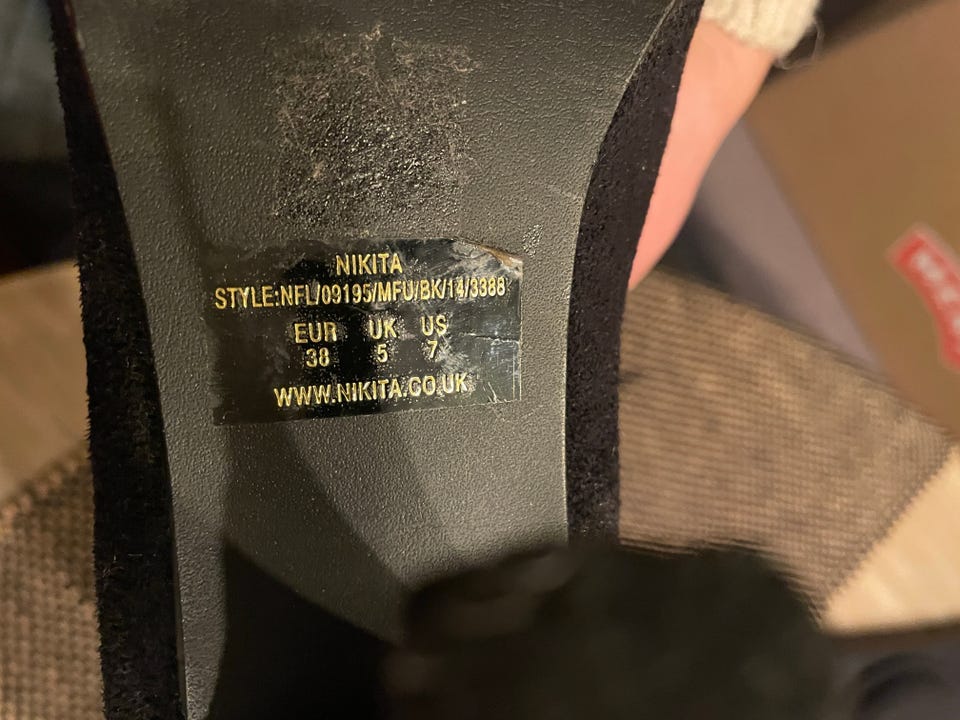 NIKITA
STYLE:NFL/09195/MFU/BK/14/3388
EUR UK US
38 5 7
WWW.NIKITA.CO.UK